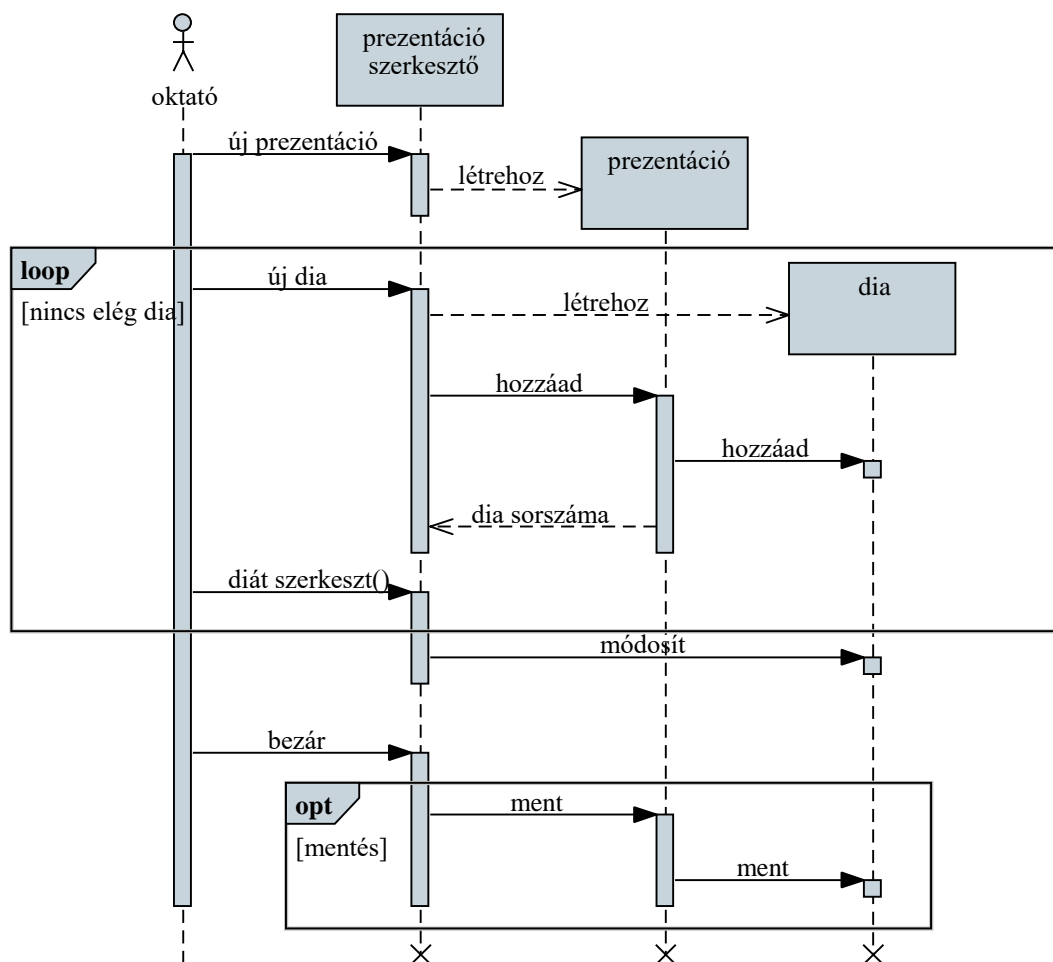 prezentáció
szerkesztő
oktató
új prezentáció
prezentáció
létrehoz
loop
új dia
dia
[nincs elég dia]
létrehoz
hozzáad
hozzáad
dia sorszáma
diát szerkeszt()
módosít
bezár
opt
ment
[mentés]
ment